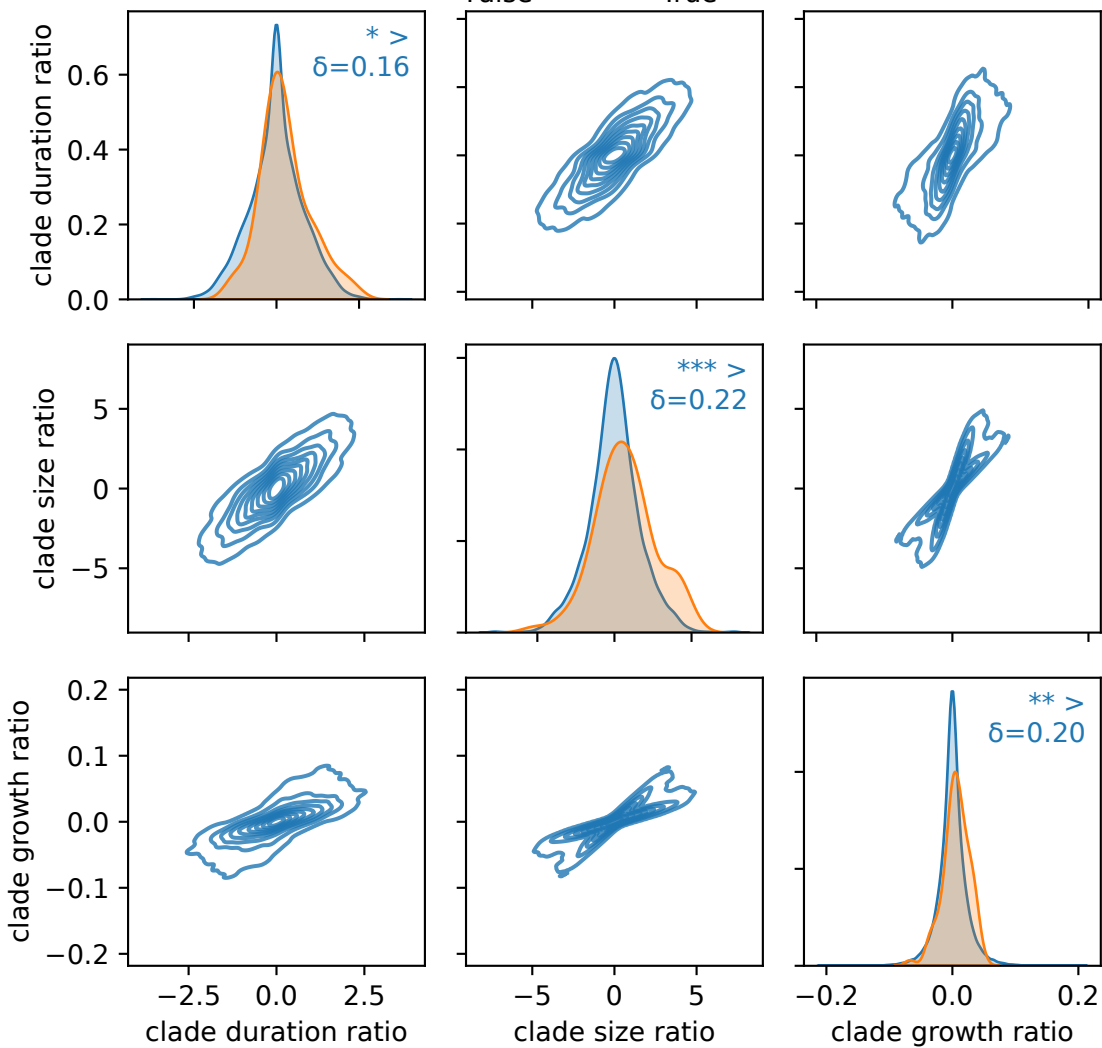 clade duration ratio
0.6
0.4
0.2
0.0
* >
δ=0.16
clade size ratio
5
0
−5
*** >
δ=0.22
clade growth ratio
0.2
0.1
0.0
−0.1
−0.2
** >
δ=0.20
−2.5 0.0 2.5
clade duration ratio
−5 0 5
clade size ratio
−0.2 0.0 0.2
clade growth ratio